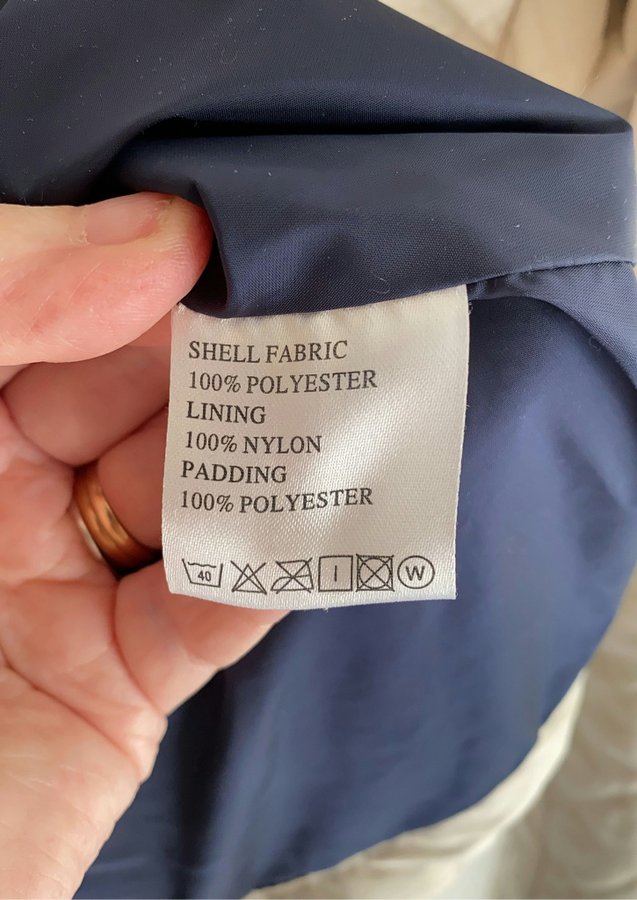 SHELL FABRIC
100% POLYESTER
LINING
100% NYLON
PADDING
100% POLYESTER
40 W